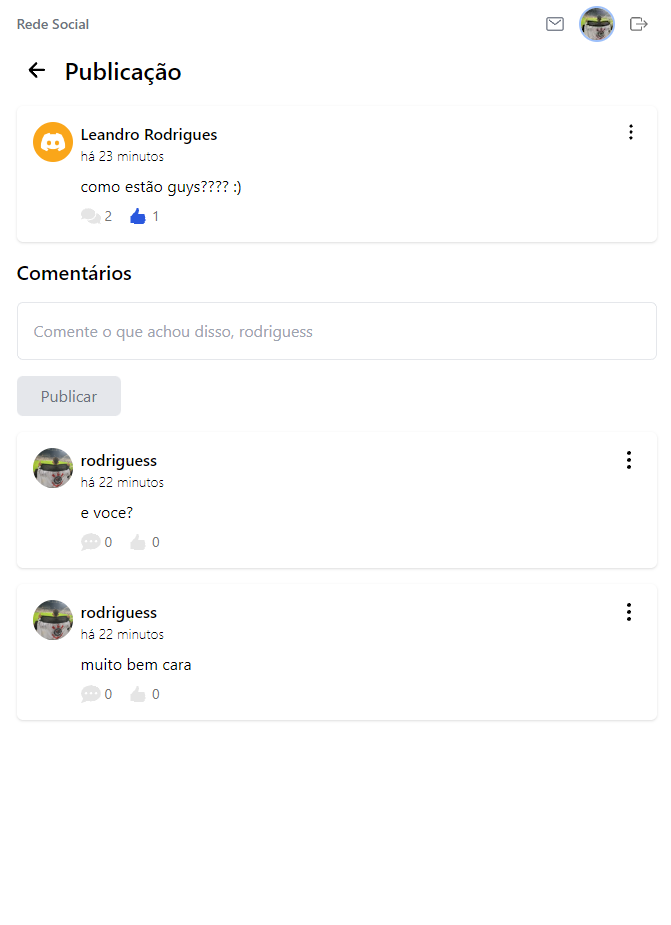 Rede Social
Publicação
Leandro Rodrigues
há 23 minutos
como estão guys???? :)
2 1
Comentários
Comente o que achou disso, rodriguess
Publicar
rodriguess
há 22 minutos
e voce?
0 0
rodriguess
há 22 minutos
muito bem cara
0 0